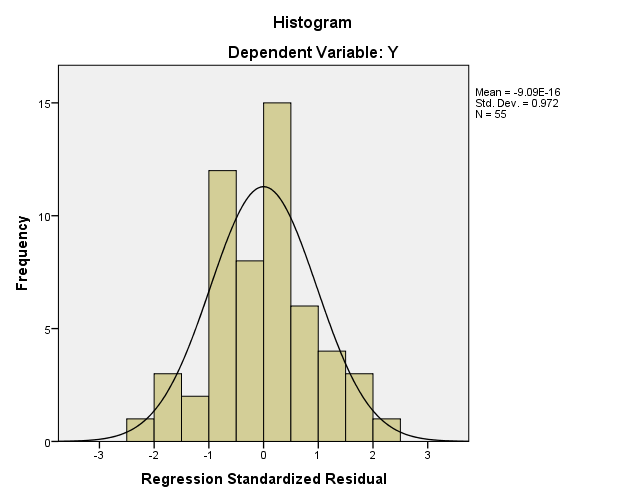 Histogram
Dependent Variable: Y
Mean = -9.09E-16
Std. Dev. = 0.972
N = 55
Frequency
15
10
5
0
-3 -2 -1 0 1 2 3
Regression Standardized Residual